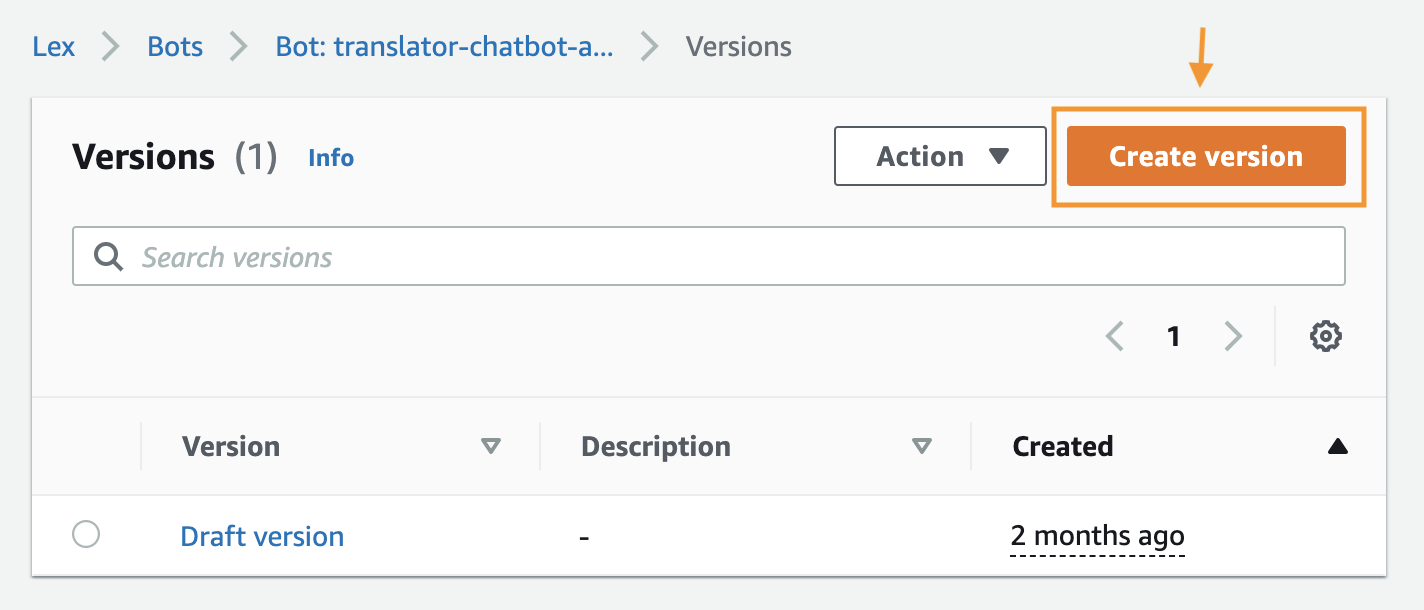 Lex Bots Bot: translator-chatbot-a... Versions
Versions (1) Info Action Create version
Search versions
1
Version Description Created
Draft version - 2 months ago